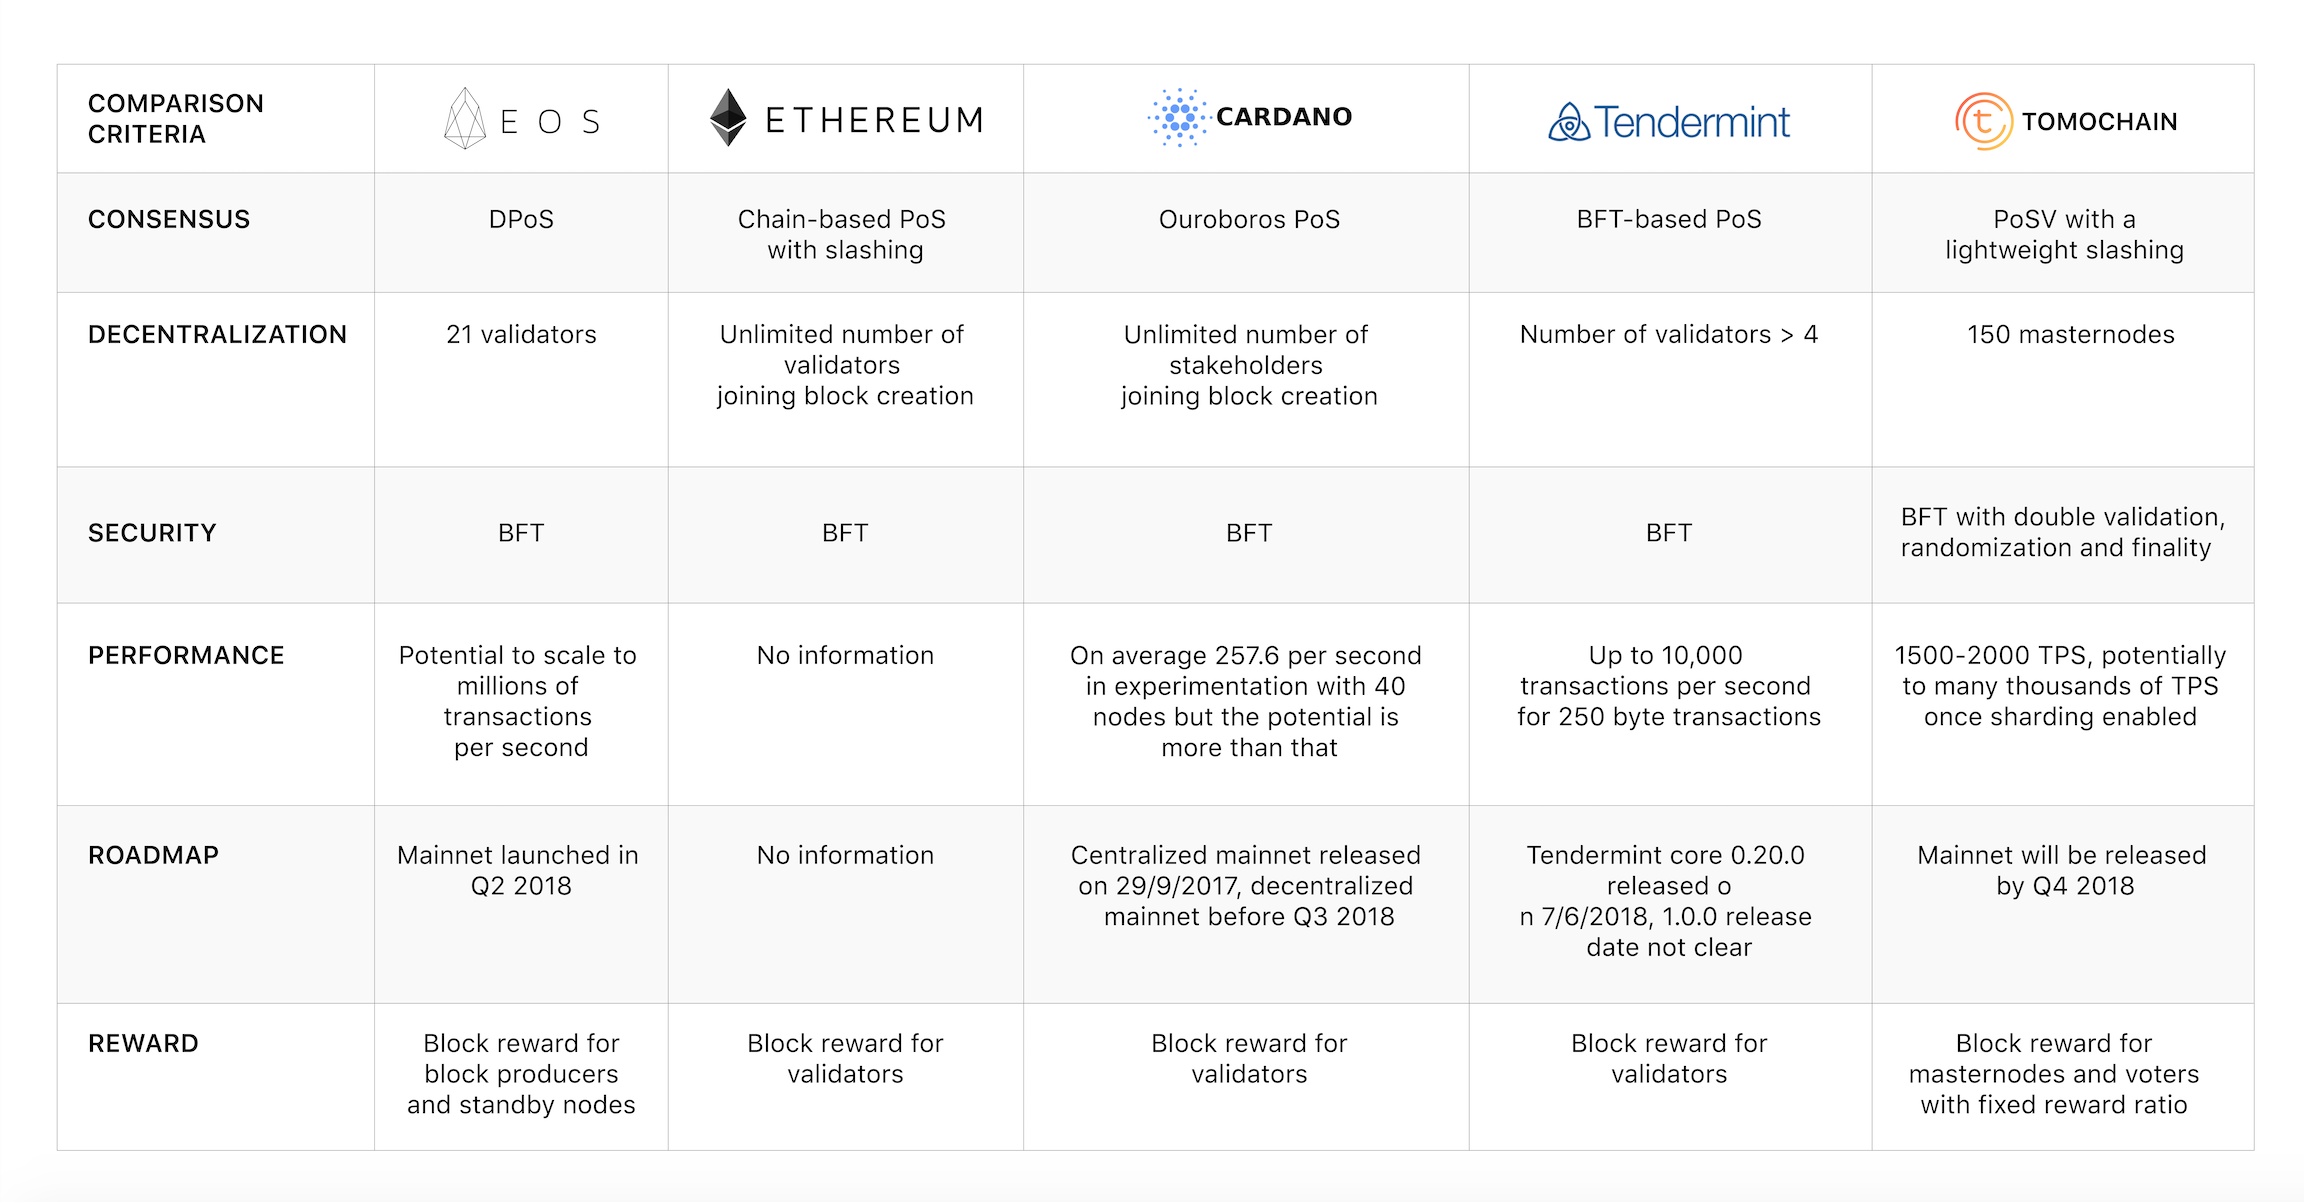 COMPARISON
CRITERIA
EOS
ETHEREUM
CARDANO
Tendermint
TOMOCHAIN
CONSENSUS
DPoS
Chain-based PoS
with slashing
Ouroboros PoS
BFT-based PoS
PoSV with a
lightweight slashing
DECENTRALIZATION
21 validators
Unlimited number of
validators
joining block creation
Unlimited number of
stakeholders
joining block creation
Number of validators > 4
150 masternodes
SECURITY
BFT
BFT
BFT
BFT
BFT with double validation,
randomization and finality
PERFORMANCE
Potential to scale to
millions of
transactions
per second
No information
On average 257.6 per second
in experimentation with 40
nodes but the potential is
more than that
Up to 10,000
transactions per second
for 250 byte transactions
1500-2000 TPS, potentially
to many thousands of TPS
once sharding enabled
ROADMAP
Mainnet launched in
Q2 2018
No information
Centralized mainnet released
on 29/9/2017, decentralized
mainnet before Q3 2018
Tendermint core 0.20.0
released o
n 7/6/2018, 1.0.0 release
date not clear
Mainnet will be released
by Q4 2018
REWARD
Block reward for
block producers
and standby nodes
Block reward for
validators
Block reward for
validators
Block reward for
validators
Block reward for
masternodes and voters
with fixed reward ratio